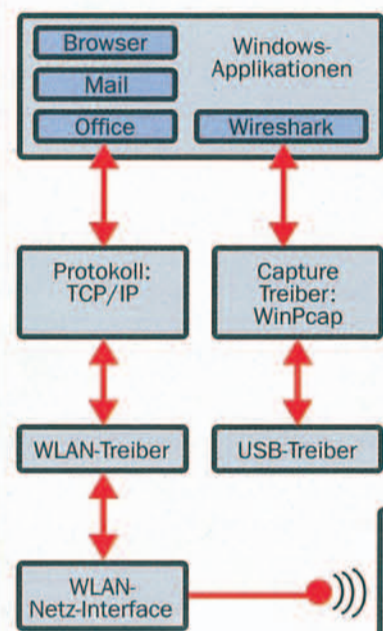 Browser
Mail
Office
Windows-
Applikationen
Wireshark
Protokoll:
TCP/IP
Capture
Treiber:
WinPcap
WLAN-Treiber
USB-Treiber
WLAN-
Netz-Interface